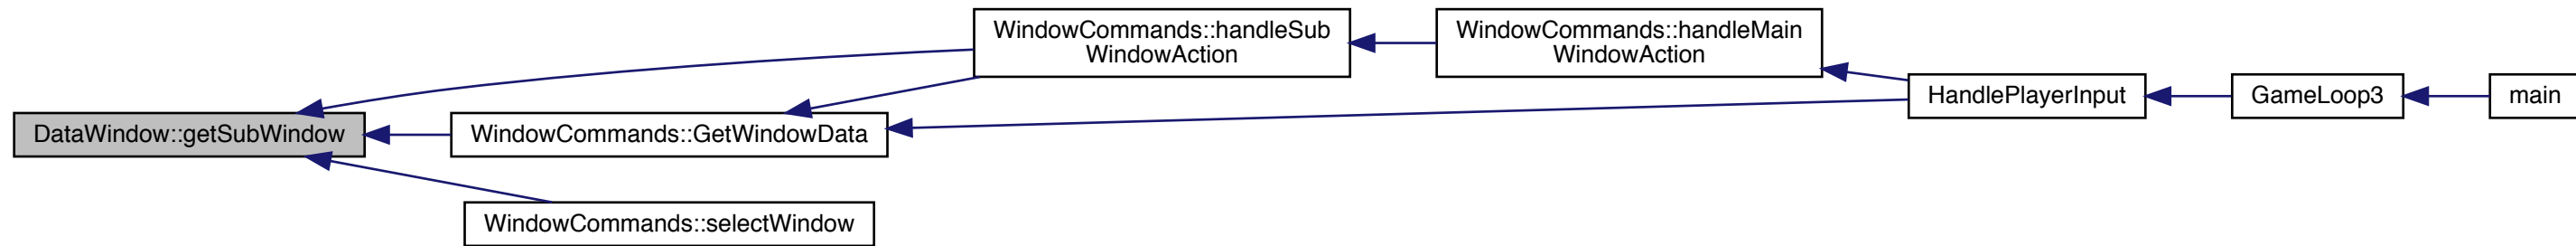 DataWindow::getSubWindow
WindowCommands::handleSub
WindowAction
WindowCommands::GetWindowData
WindowCommands::selectWindow
WindowCommands::handleMain
WindowAction
HandlePlayerInput
GameLoop3
main